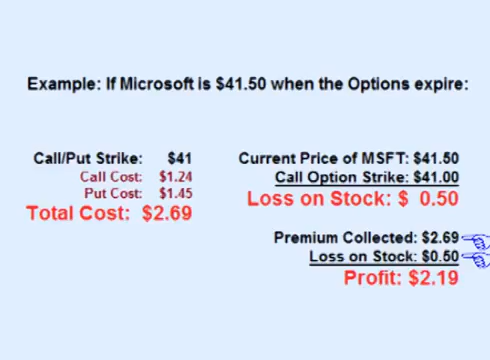 Example: If Microsoft is $41.50 when the Options expire:
Call/Put Strike: $41
Call Cost: $1.24
Put Cost: $1.45
Total Cost: $2.69
Current Price of MSFT: $41.50
Call Option Strike: $41.00
Loss on Stock: $ 0.50
Premium Collected: $2.69
Loss on Stock: $0.50
Profit: $2.19